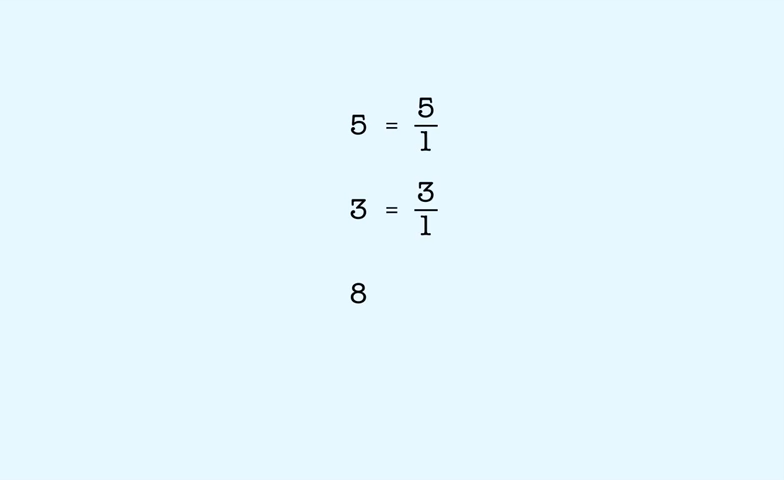 5 = 5/1
3 = 3/1
8